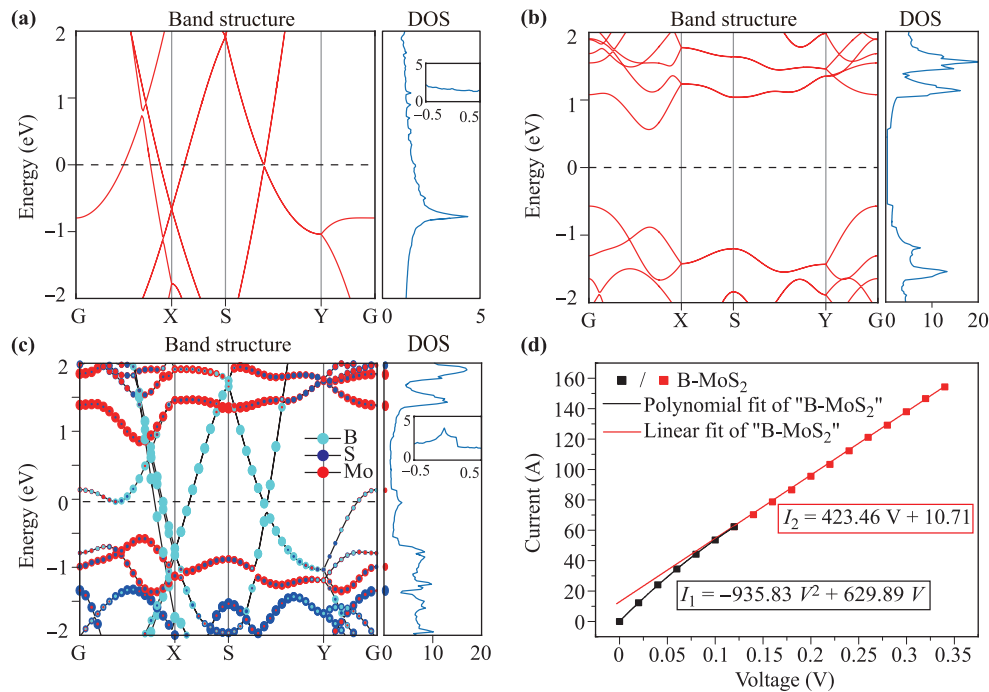 (a)
Band structure
DOS
Energy (eV)
2
1
0
−1
−2
G
X
S
Y
G
0
5
5
0
−0.5
0.5
(b)
Band structure
DOS
Energy (eV)
2
1
0
−1
−2
G
X
S
Y
G
0
10
20
(c)
Band structure
DOS
Energy (eV)
2
1
0
−1
−2
G
X
S
Y
G
0
10
20
B
S
Mo
5
0
−0.5
0.5
(d)
/ B-MoS₂
Polynomial fit of "B-MoS₂"
Linear fit of "B-MoS₂"
I₂ = 423.46 V + 10.71
I₁ = −935.83 V² + 629.89 V
Current (A)
160
140
120
100
80
60
40
20
0
0
0.05
0.1
0.15
0.20
0.25
0.30
0.35
Voltage (V)